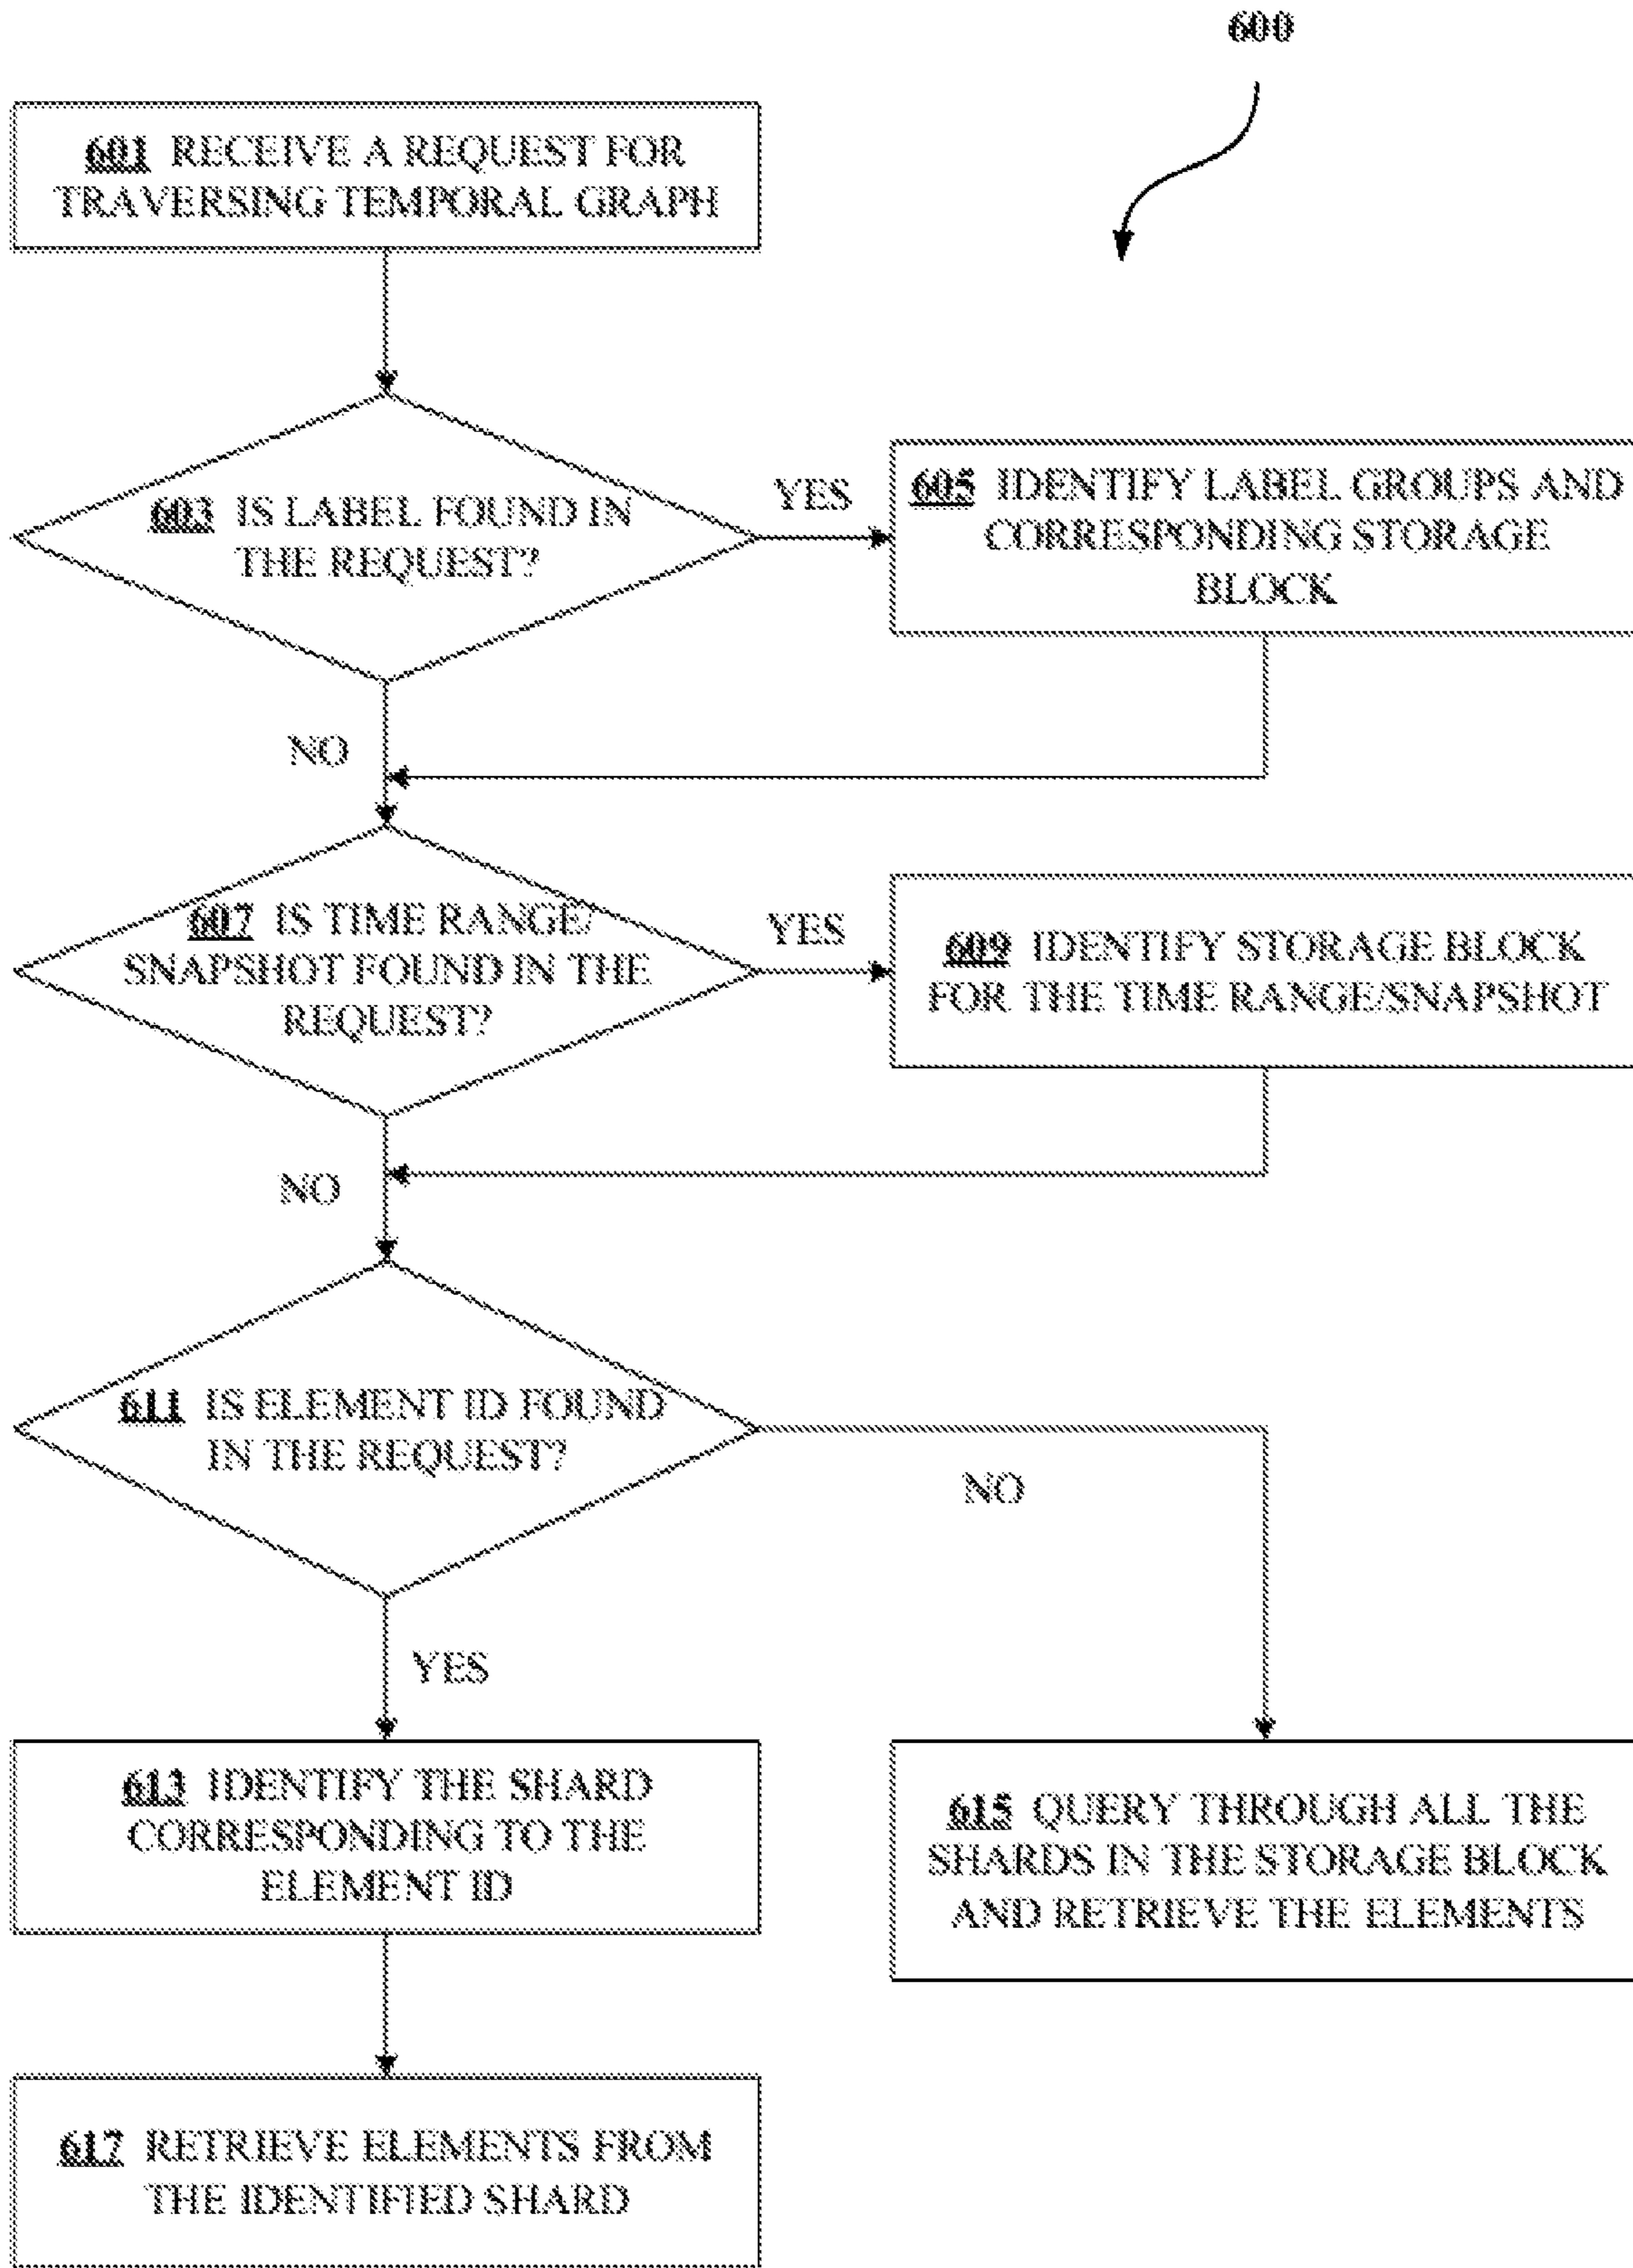 600
601 RECEIVE A REQUEST FOR
TRAVERSING TEMPORAL GRAPH
603 IS LABEL FOUND IN
THE REQUEST?
YES
605 IDENTIFY LABEL GROUPS AND
CORRESPONDING STORAGE
BLOCK
NO
607 IS TIME RANGE/
SNAPSHOT FOUND IN THE
REQUEST?
YES
609 IDENTIFY STORAGE BLOCK
FOR THE TIME RANGE/SNAPSHOT
NO
611 IS ELEMENT ID FOUND
IN THE REQUEST?
NO
YES
613 IDENTIFY THE SHARD
CORRESPONDING TO THE
ELEMENT ID
615 QUERY THROUGH ALL THE
SHARDS IN THE STORAGE BLOCK
AND RETRIEVE THE ELEMENTS
617 RETRIEVE ELEMENTS FROM
THE IDENTIFIED SHARD